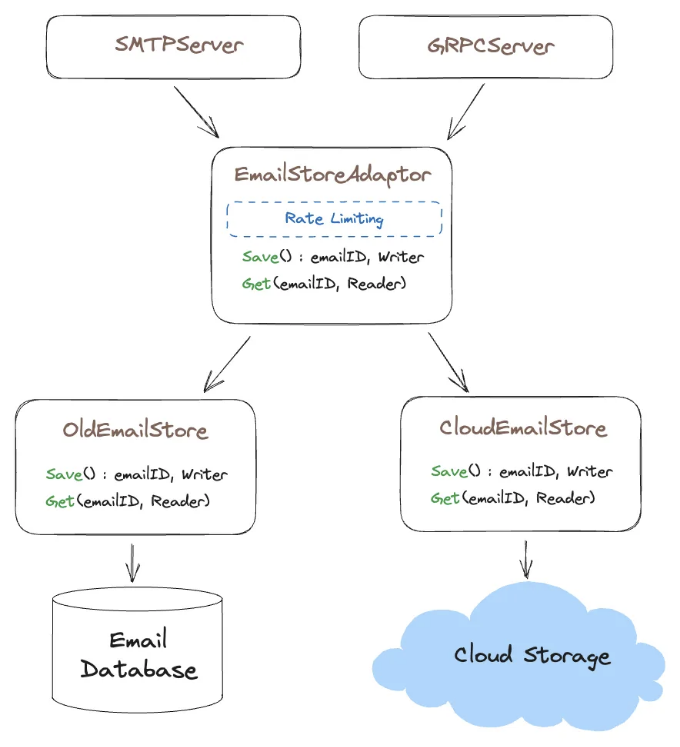 SMTPServer
GRPCServer
EmailStoreAdaptor
Rate Limiting
Save() : emailID, Writer
Get(emailID, Reader)
OldEmailStore
Save() : emailID, Writer
Get(emailID, Reader)
CloudEmailStore
Save() : emailID, Writer
Get(emailID, Reader)
Email
Database
Cloud Storage